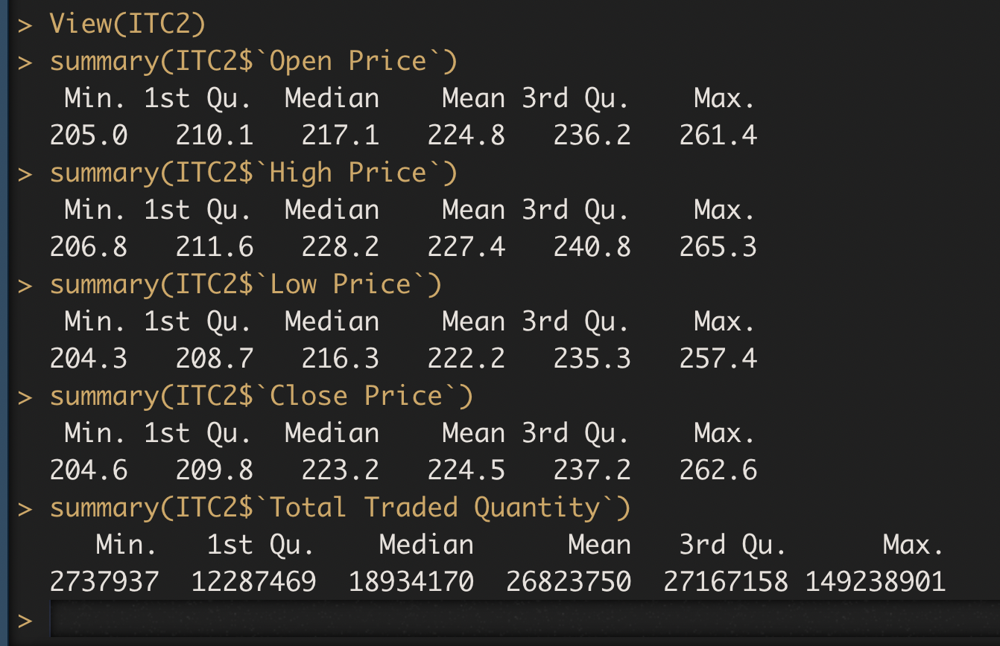 > View(ITC2)
> summary(ITC2$`Open Price`)
   Min. 1st Qu.  Median    Mean 3rd Qu.    Max.
  205.0   210.1   217.1   224.8   236.2   261.4
> summary(ITC2$`High Price`)
   Min. 1st Qu.  Median    Mean 3rd Qu.    Max.
  206.8   211.6   228.2   227.4   240.8   265.3
> summary(ITC2$`Low Price`)
   Min. 1st Qu.  Median    Mean 3rd Qu.    Max.
  204.3   208.7   216.3   222.2   235.3   257.4
> summary(ITC2$`Close Price`)
   Min. 1st Qu.  Median    Mean 3rd Qu.    Max.
  204.6   209.8   223.2   224.5   237.2   262.6
> summary(ITC2$`Total Traded Quantity`)
     Min.   1st Qu.    Median      Mean   3rd Qu.      Max.
  2737937  12287469  18934170  26823750  27167158 149238901
>